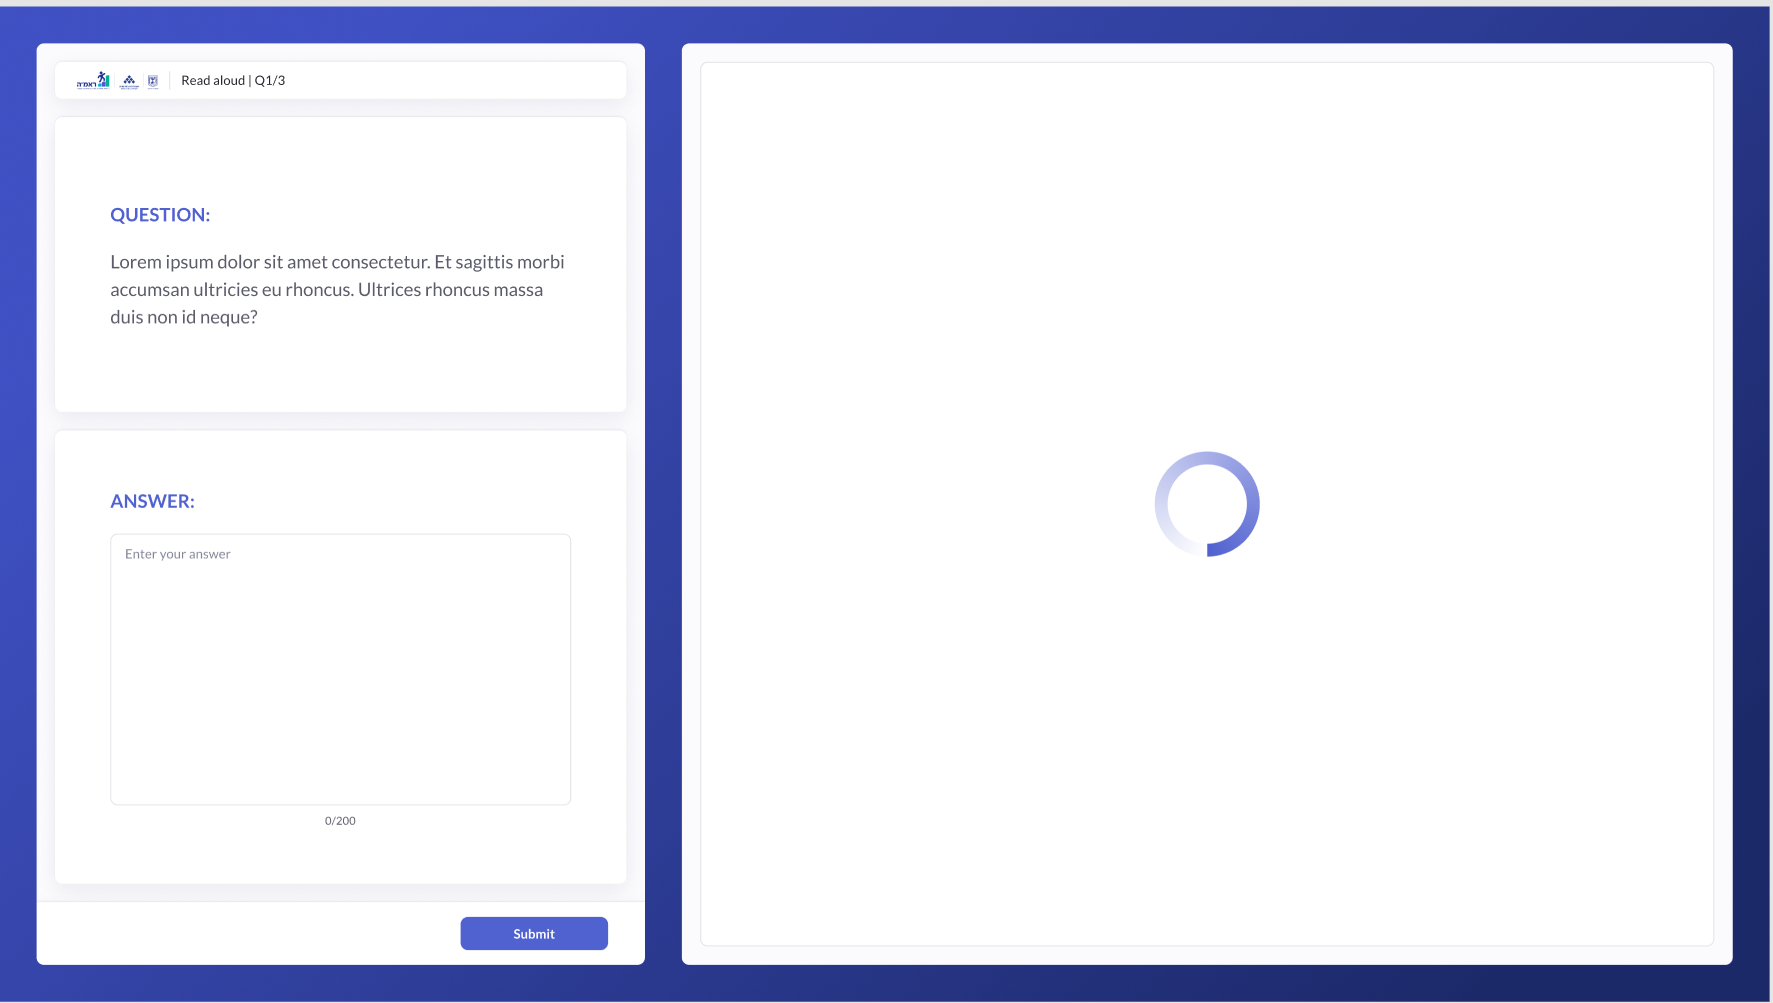 ראמ״ה
Read aloud | Q1/3
QUESTION:
Lorem ipsum dolor sit amet consectetur. Et sagittis morbi
accumsan ultricies eu rhoncus. Ultrices rhoncus massa
duis non id neque?
ANSWER:
Enter your answer
0/200
Submit